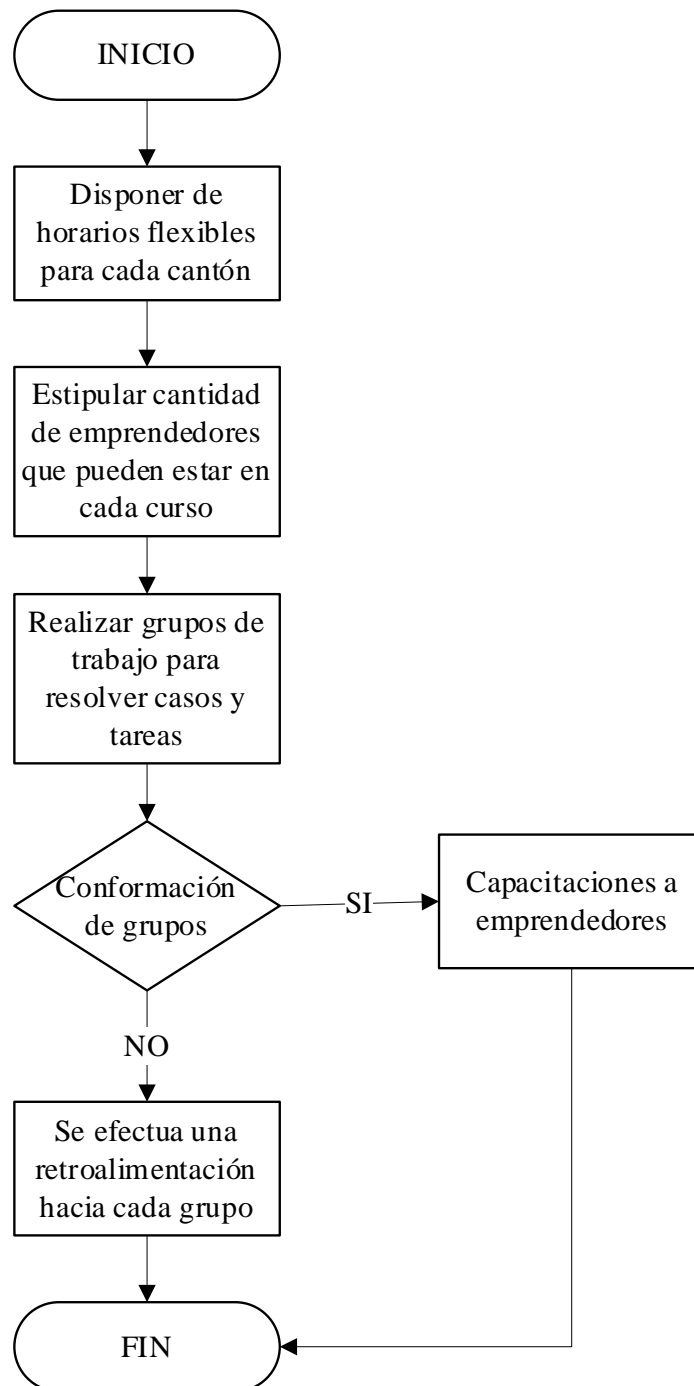 INICIO
Disponer de
horarios flexibles
para cada cantón
Estipular cantidad
de emprendedores
que pueden estar en
cada curso
Realizar grupos de
trabajo para
resolver casos y
tareas
Conformación
de grupos
SI
Capacitaciones a
emprendedores
NO
Se efectua una
retroalimentación
hacia cada grupo
FIN